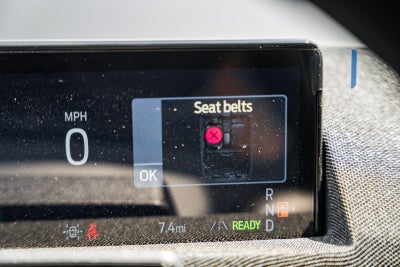 Seat belts
MPH
0
OK
R
N P
7.4mi READY D